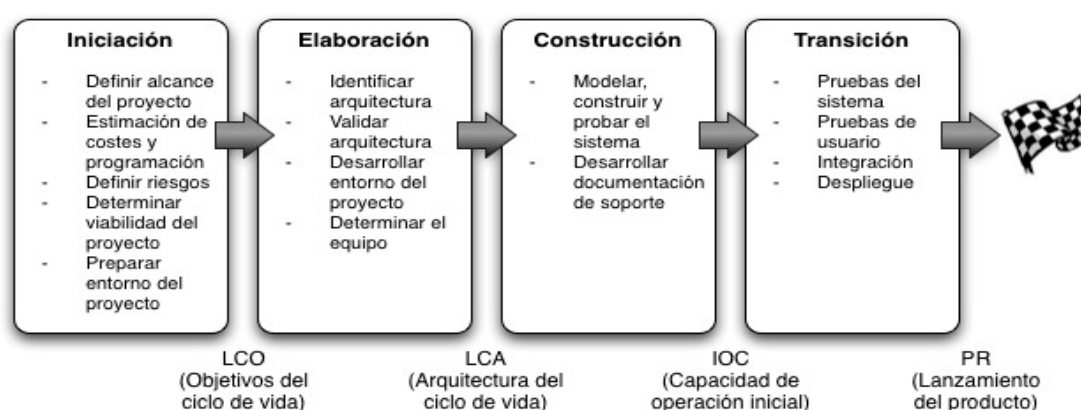 Iniciación
- Definir alcance
del proyecto
- Estimación de
costes y
programación
- Definir riesgos
- Determinar
viabilidad del
proyecto
- Preparar
entorno del
proyecto
Elaboración
- Identificar
arquitectura
- Validar
arquitectura
- Desarrollar
entorno del
proyecto
- Determinar el
equipo
Construcción
- Modelar,
construir y
probar el
sistema
- Desarrollar
documentación
de soporte
Transición
- Pruebas del
sistema
- Pruebas de
usuario
- Integración
- Despliegue
LCO
(Objetivos del
ciclo de vida)
LCA
(Arquitectura del
ciclo de vida)
IOC
(Capacidad de
operación inicial)
PR
(Lanzamiento
del producto)